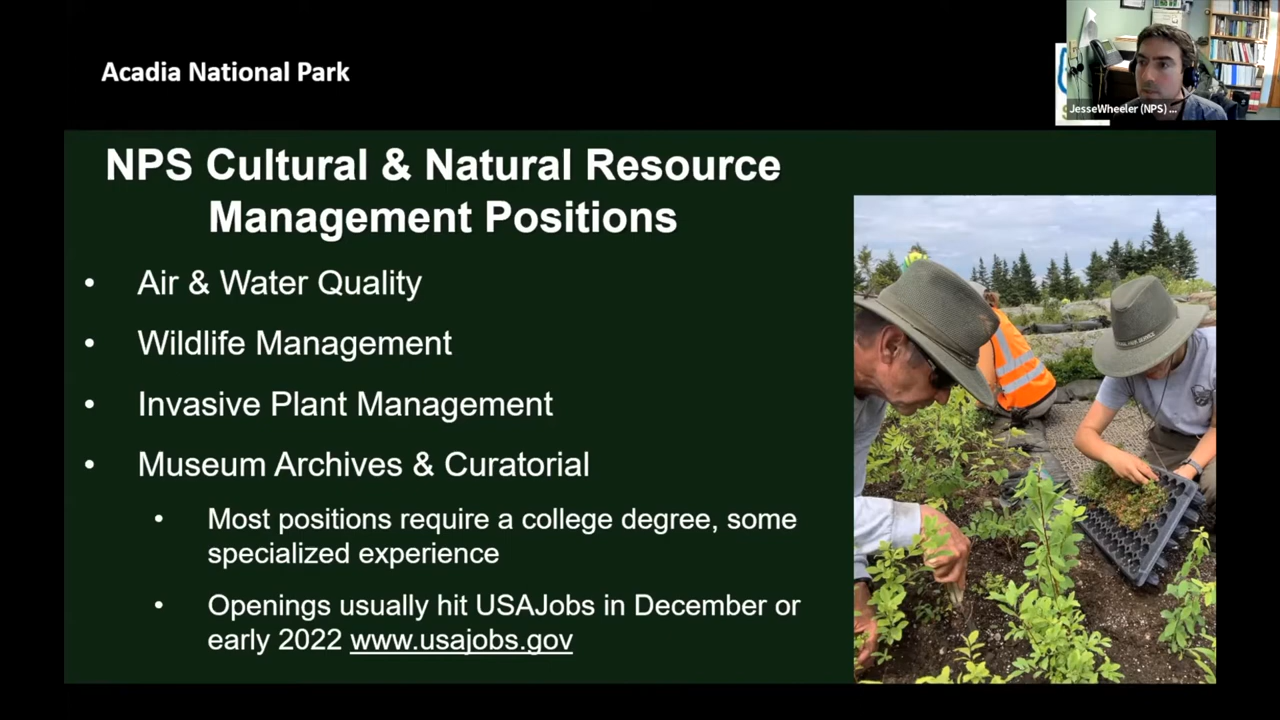 Acadia National Park
JesseWheeler (NPS) ...
NPS Cultural & Natural Resource
Management Positions
• Air & Water Quality
• Wildlife Management
• Invasive Plant Management
• Museum Archives & Curatorial
• Most positions require a college degree, some
specialized experience
• Openings usually hit USAJobs in December or
early 2022 www.usajobs.gov